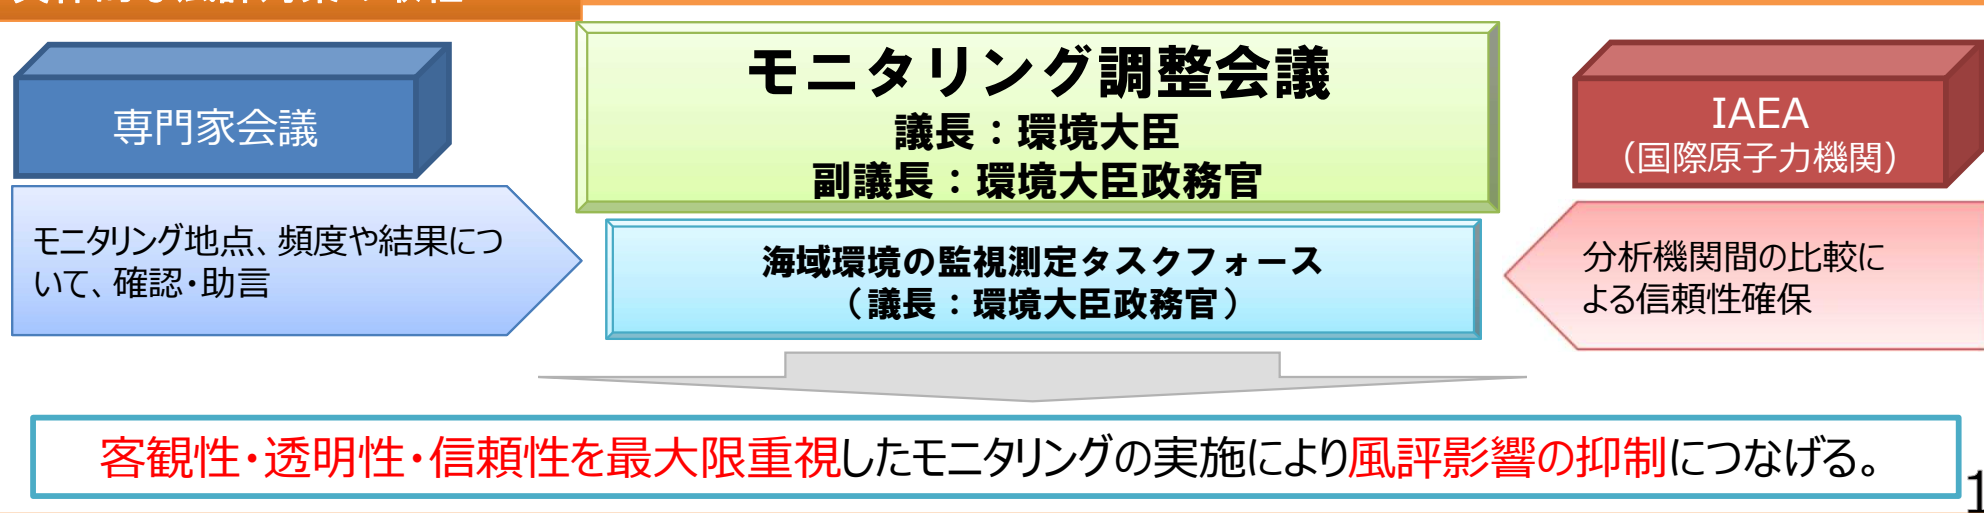 専門家会議
モニタリング地点、頻度や結果につ
いて、確認・助言
モニタリング調整会議
議長：環境大臣
副議長：環境大臣政務官
海域環境の監視測定タスクフォース
（議長：環境大臣政務官）
IAEA
（国際原子力機関）
分析機関間の比較に
よる信頼性確保
客観性・透明性・信頼性を最大限重視したモニタリングの実施により風評影響の抑制につなげる。